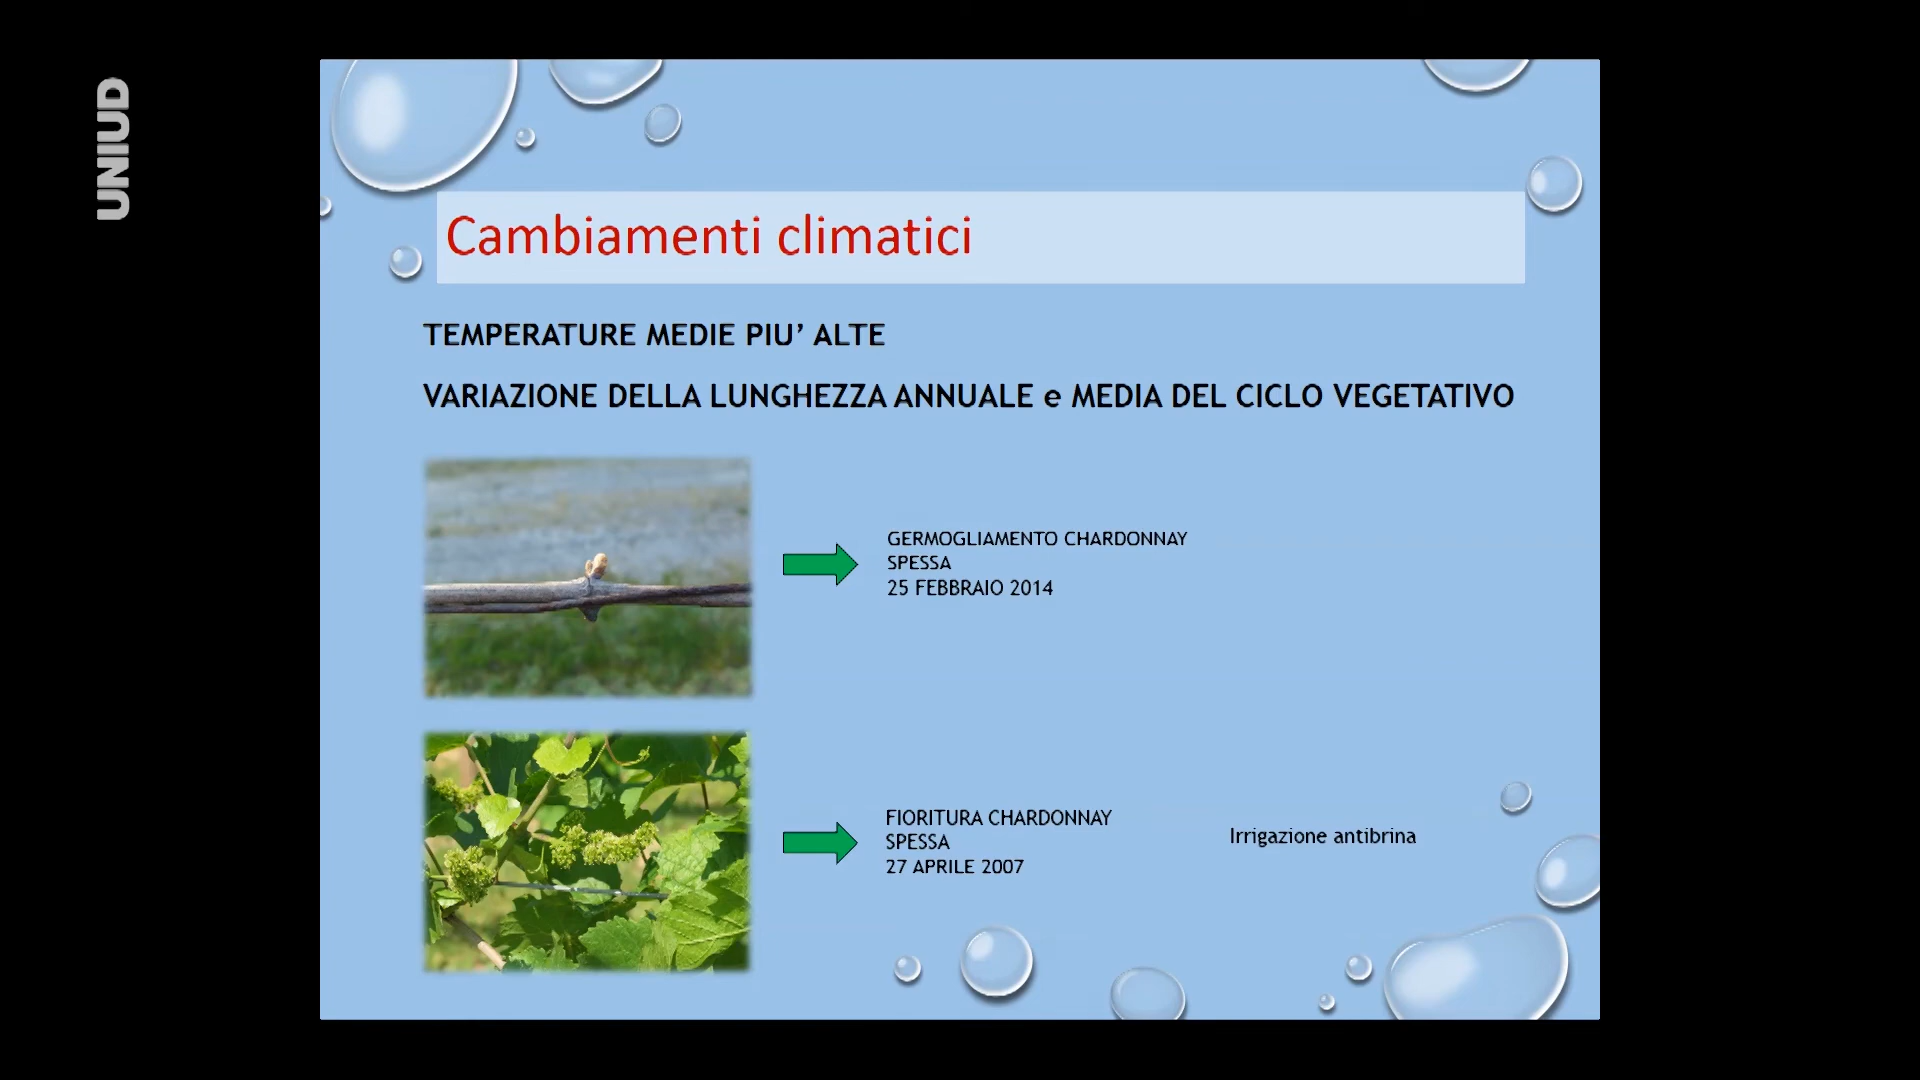 UNIUD
Cambiamenti climatici
TEMPERATURE MEDIE PIU’ ALTE
VARIAZIONE DELLA LUNGHEZZA ANNUALE e MEDIA DEL CICLO VEGETATIVO
GERMOGLIAMENTO CHARDONNAY
SPESSA
25 FEBBRAIO 2014
FIORITURA CHARDONNAY
SPESSA
27 APRILE 2007
Irrigazione antibrina